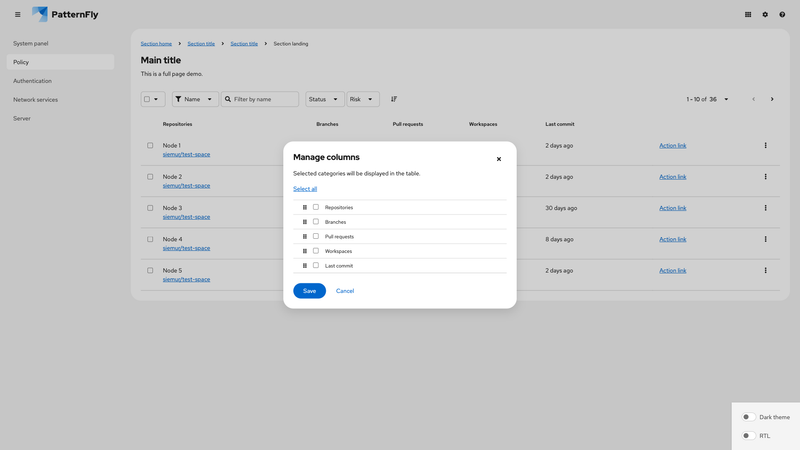 PatternFly
System panel
Policy
Authentication
Network services
Server
Section home Section title Section title Section landing
Main title
This is a full page demo.
Name Filter by name Status Risk 1 - 10 of 36
Repositories Branches Pull requests Workspaces Last commit
Node 1 2 days ago Action link
siemur/test-space
Node 2 2 days ago Action link
siemur/test-space
Node 3 30 days ago Action link
siemur/test-space
Node 4 8 days ago Action link
siemur/test-space
Node 5 2 days ago Action link
siemur/test-space
Manage columns
Selected categories will be displayed in the table.
Select all
Repositories
Branches
Pull requests
Workspaces
Last commit
Save Cancel
Dark theme
RTL